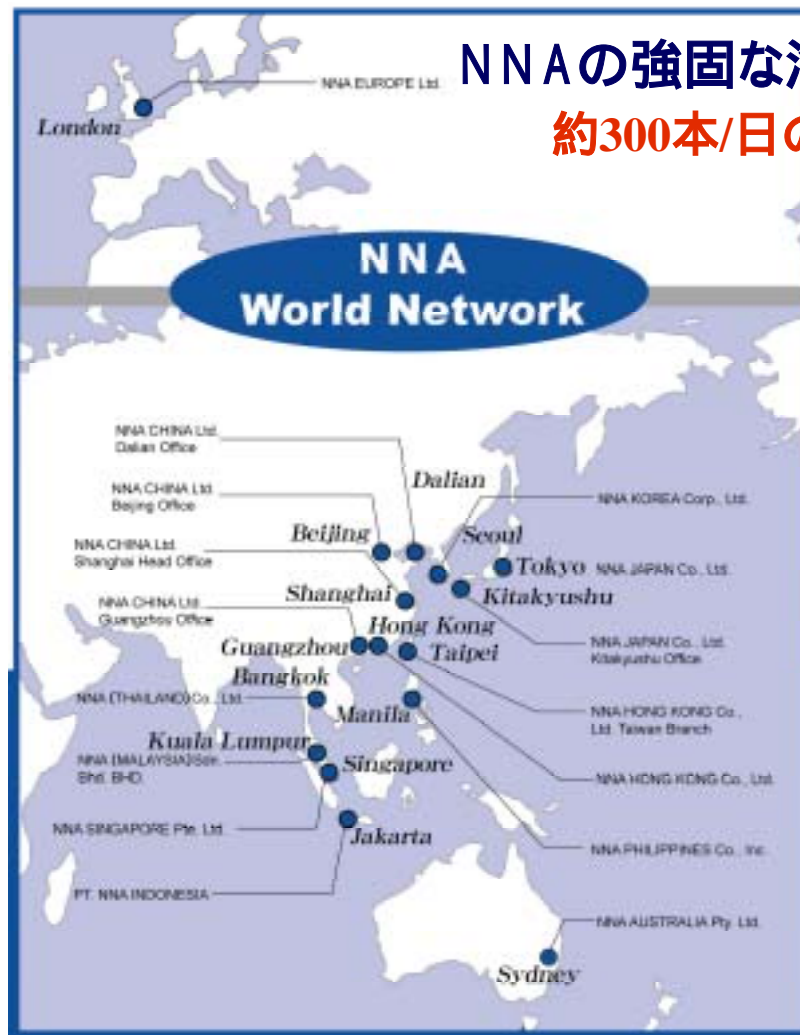 NNAの強固な
約300本/日の
NNA EUROPE Ltd.
London
NNA
World Network
NNA CHINA Ltd.
Dalian Office
Dalian
NNA CHINA Ltd.
Beijing Office
NNA KOREA Corp., Ltd.
Beijing
Seoul
NNA CHINA Ltd.
Shanghai Head Office
Tokyo
NNA JAPAN Co., Ltd.
Shanghai
Kitakyushu
NNA CHINA Ltd.
Guangzhou Office
Hong Kong
Guangzhou
Taipei
NNA JAPAN Co., Ltd.
Kitakyushu Office
Bangkok
NNA (THAILAND) Co., Ltd.
Manila
NNA HONG KONG Co.,
Ltd. Taiwan Branch
Kuala Lumpur
NNA (MALAYSIA) Sdn.
Bhd. BHD.
Singapore
NNA HONG KONG Co., Ltd.
NNA SINGAPORE Pte. Ltd.
Jakarta
NNA PHILIPPINES Co., Inc.
PT. NNA INDONESIA
NNA AUSTRALIA Pty. Ltd.
Sydney